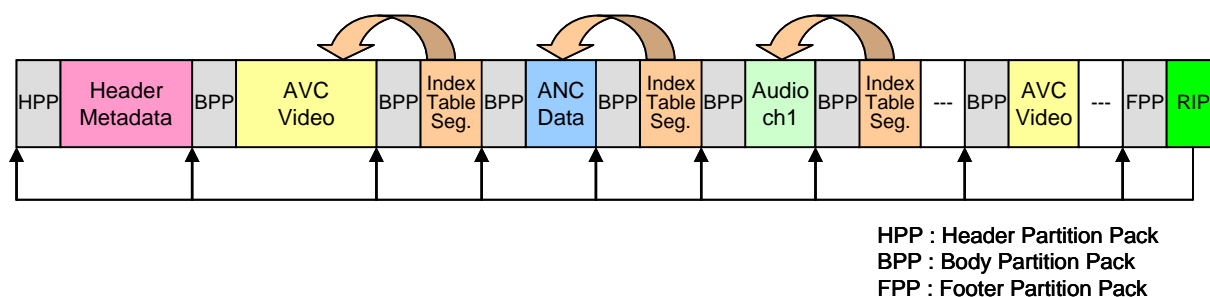 HPP
Header
Metadata
BPP
AVC
Video
BPP
Index
Table
Seg.
BPP
ANC
Data
BPP
Index
Table
Seg.
BPP
Audio
ch1
BPP
Index
Table
Seg.
---
BPP
AVC
Video
---
FPP
RIP
HPP : Header Partition Pack
BPP : Body Partition Pack
FPP : Footer Partition Pack